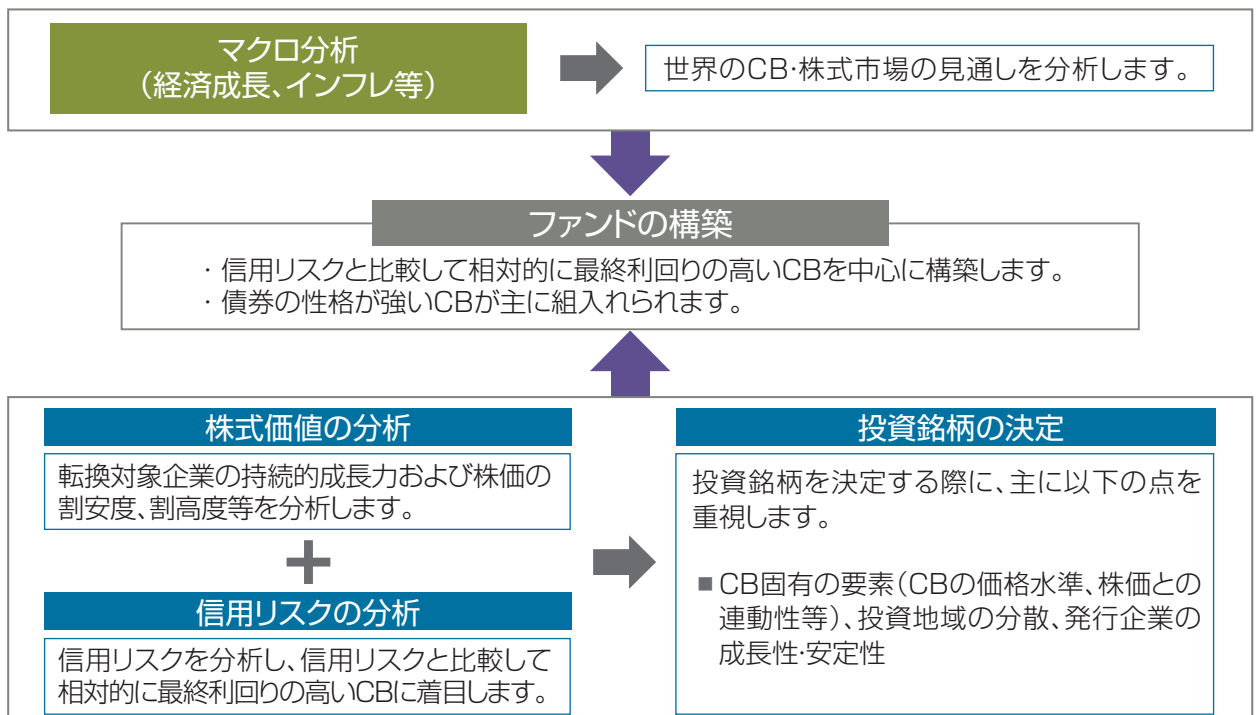 マクロ分析
（経済成長、インフレ等）
世界のCB・株式市場の見通しを分析します。
ファンドの構築
・信用リスクと比較して相対的に最終利回りの高いCBを中心に構築します。
・債券の性格が強いCBが主に組入れられます。
株式価値の分析
転換対象企業の持続的成長力および株価の
割安度、割高度等を分析します。
+
信用リスクの分析
信用リスクを分析し、信用リスクと比較して
相対的に最終利回りの高いCBに着目します。
投資銘柄の決定
投資銘柄を決定する際に、主に以下の点を
重視します。
■CB固有の要素（CBの価格水準、株価との
連動性等）、投資地域の分散、発行企業の
成長性・安定性